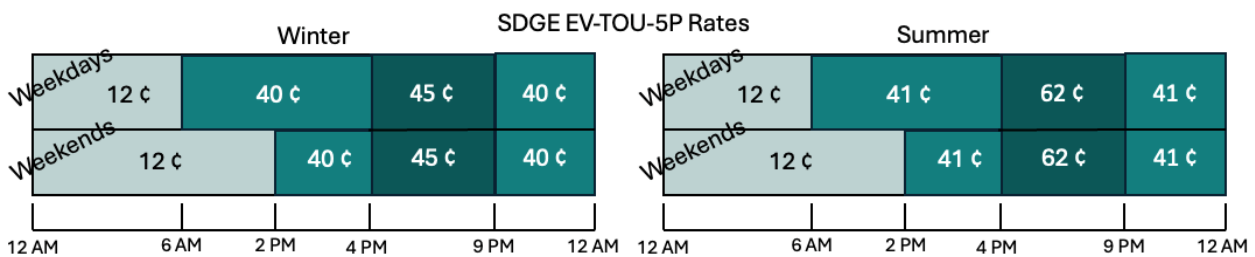 SDGE EV-TOU-5P Rates
Winter
Weekdays 12 ¢ 40 ¢ 45 ¢ 40 ¢
Weekends 12 ¢ 40 ¢ 45 ¢ 40 ¢
12 AM 6 AM 2 PM 4 PM 9 PM 12 AM
Summer
Weekdays 12 ¢ 41 ¢ 62 ¢ 41 ¢
Weekends 12 ¢ 41 ¢ 62 ¢ 41 ¢
12 AM 6 AM 2 PM 4 PM 9 PM 12 AM